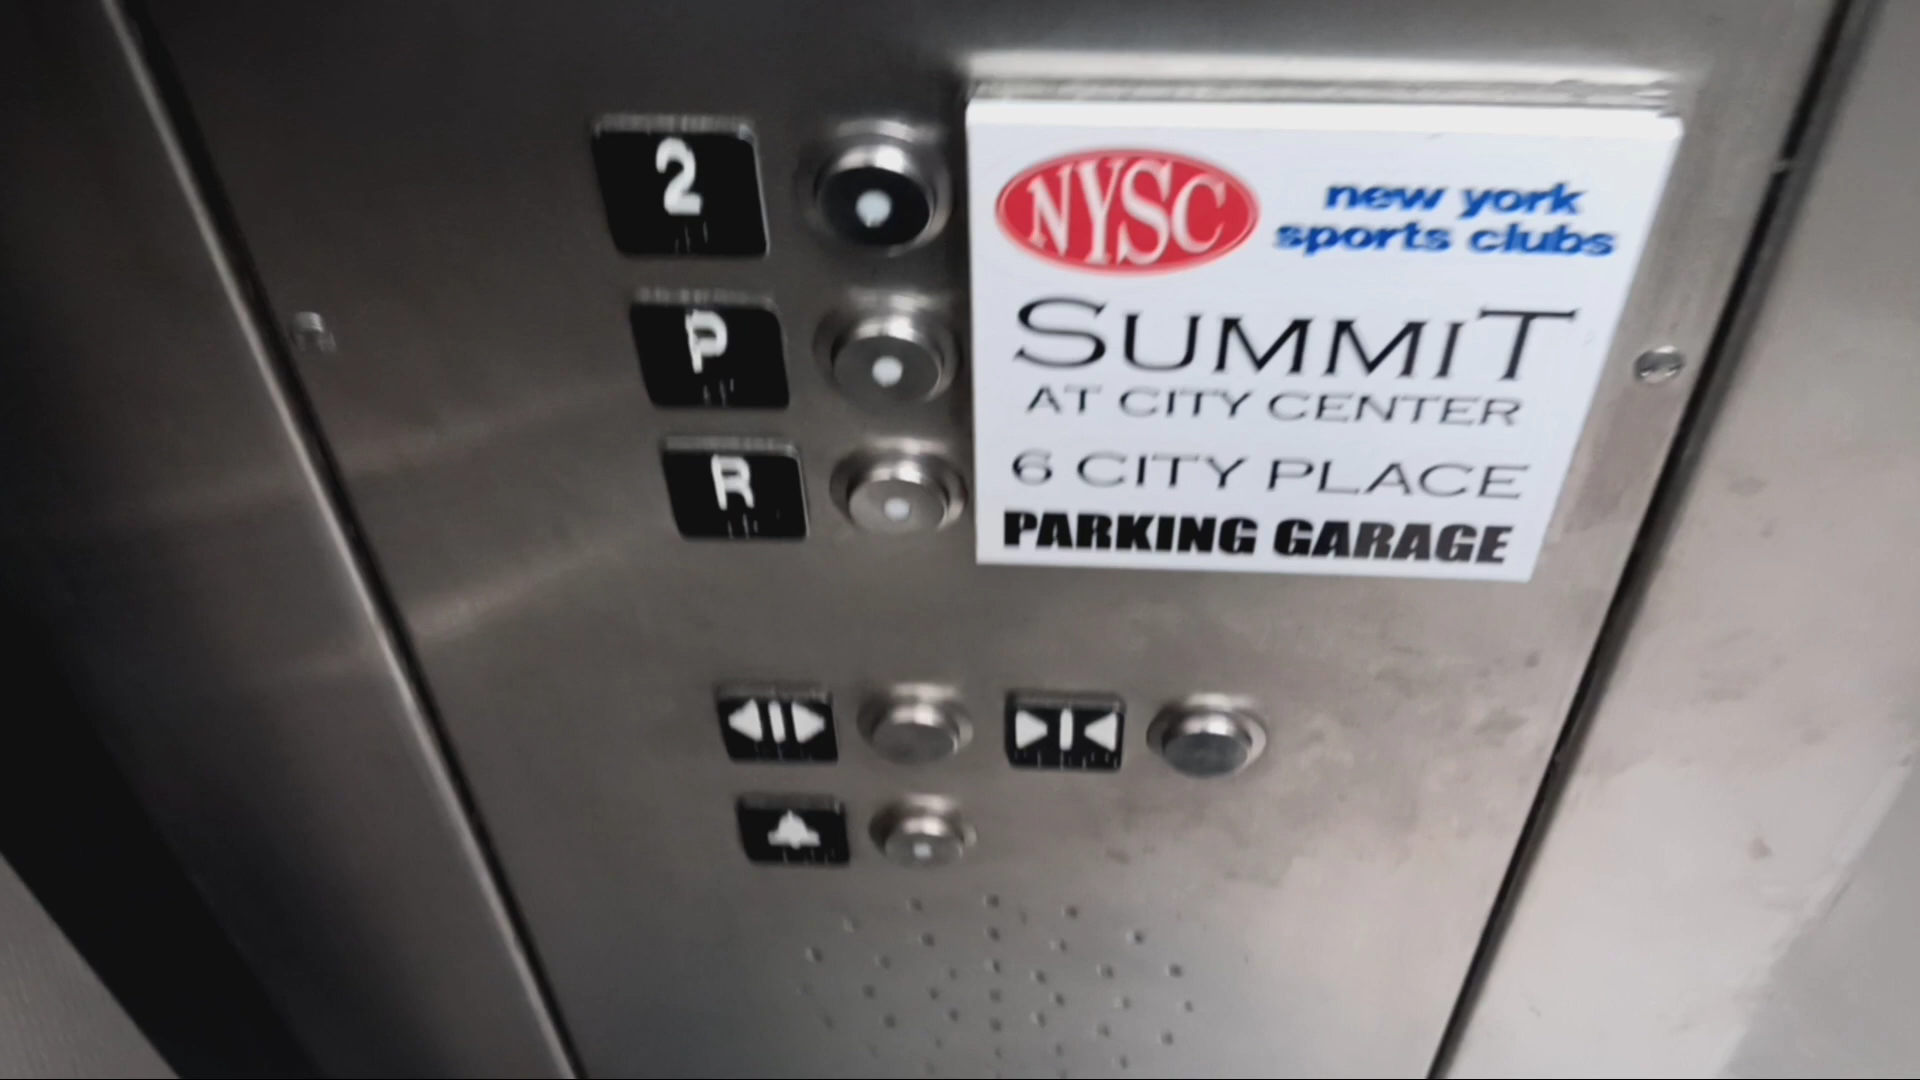 2
P
R
NYSC
new york
sports clubs
SUMMIT
AT CITY CENTER
6 CITY PLACE
PARKING GARAGE